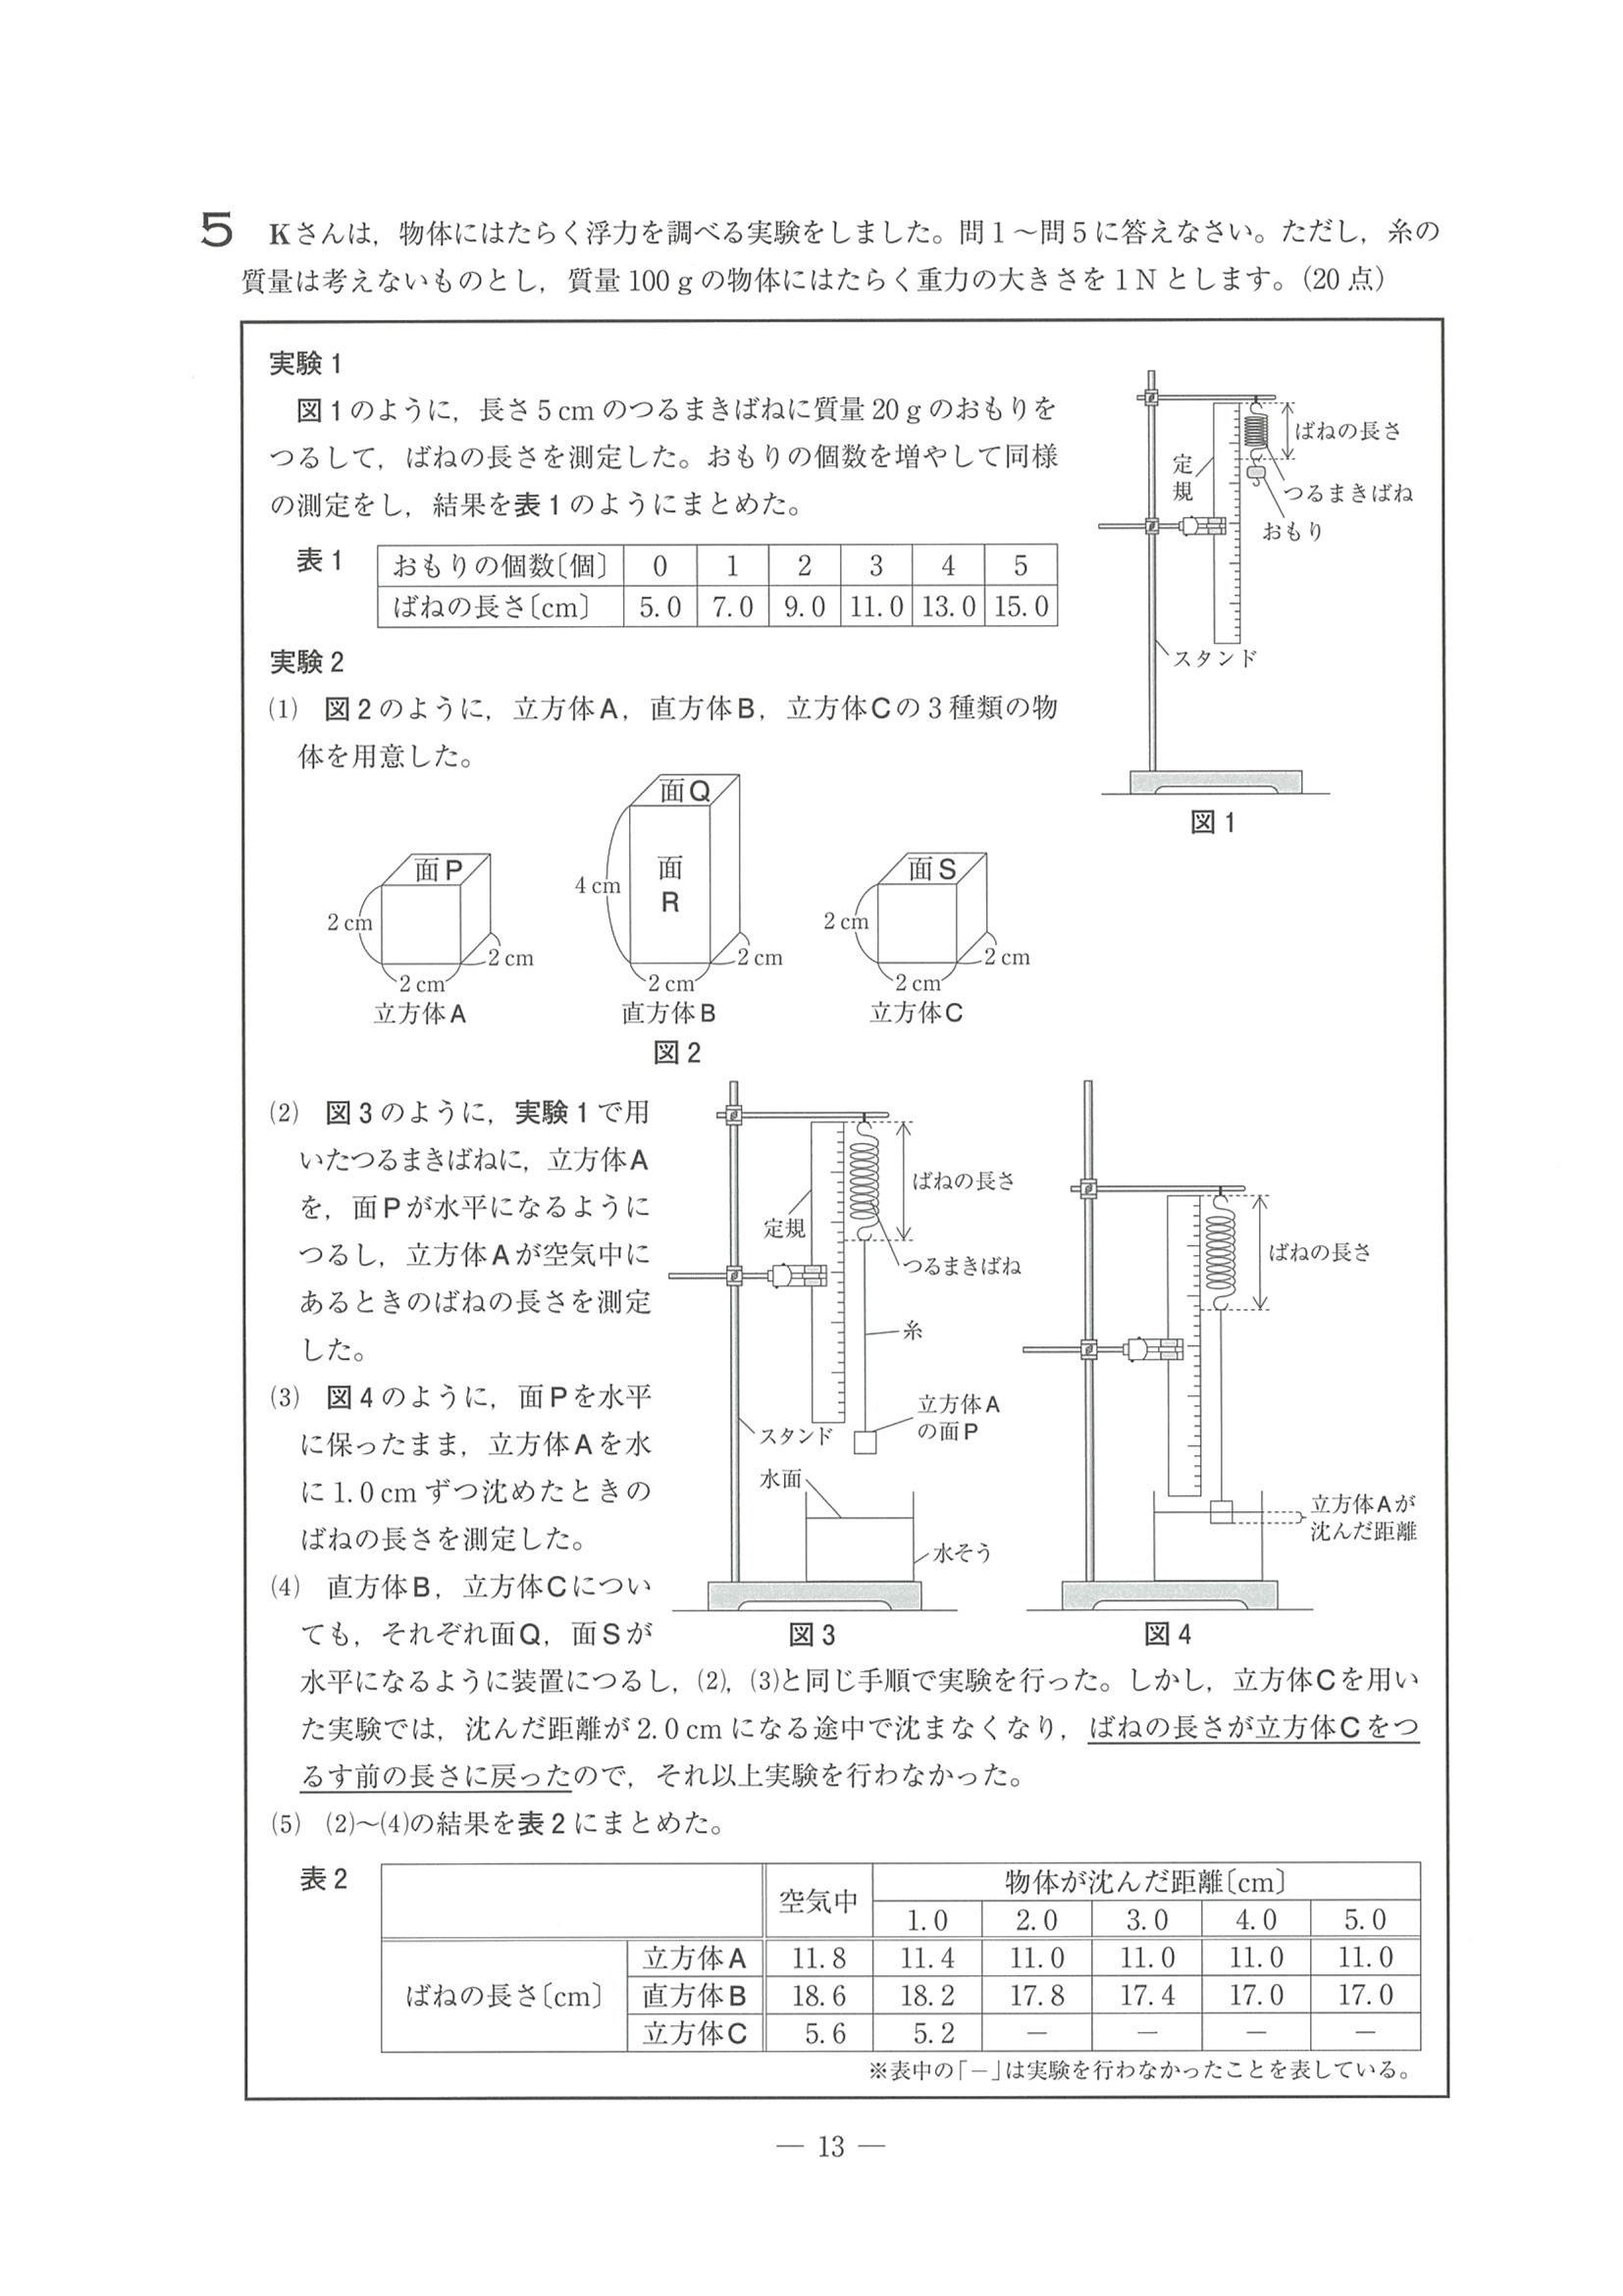 5 Kさんは，物体にはたらく浮力を調べる実験をしました。問1～問5に答えなさい。ただし，糸の
質量は考えないものとし，質量100gの物体にはたらく重力の大きさを1Nとします。（20点）
実験1
図1のように，長さ5cmのつるまきばねに質量20gのおもりを
つるして，ばねの長さを測定した。おもりの個数を増やして同様
の測定をし，結果を表1のようにまとめた。
表1
おもりの個数〔個〕 0 1 2 3 4 5
ばねの長さ〔cm〕 5.0 7.0 9.0 11.0 13.0 15.0
ばねの長さ
定規
つるまきばね
おもり
スタンド
図1
実験2
(1) 図2のように，立方体A，直方体B，立方体Cの3種類の物
体を用意した。
面P
2cm
2cm
2cm
立方体A
面Q
面R
4cm
2cm
2cm
直方体B
面S
2cm
2cm
2cm
立方体C
図2
(2) 図3のように，実験1で用
いたつるまきばねに，立方体A
を，面Pが水平になるように
つるし，立方体Aが空気中に
あるときのばねの長さを測定
した。
(3) 図4のように，面Pを水平
に保ったまま，立方体Aを水
に1.0cmずつ沈めたときの
ばねの長さを測定した。
(4) 直方体B，立方体Cについ
ても，それぞれ面Q，面Sが
水平になるように装置につるし，(2)，(3)と同じ手順で実験を行った。しかし，立方体Cを用い
た実験では，沈んだ距離が2.0cmになる途中で沈まなくなり，ばねの長さが立方体Cをつ
るす前の長さに戻ったので，それ以上実験を行わなかった。
(5) (2)～(4)の結果を表2にまとめた。
ばねの長さ
定規
つるまきばね
糸
立方体A
の面P
スタンド
水面
水そう
図3
ばねの長さ
立方体Aが
沈んだ距離
図4
表2
空気中 物体が沈んだ距離〔cm〕
1.0 2.0 3.0 4.0 5.0
ばねの長さ〔cm〕
立方体A 11.8 11.4 11.0 11.0 11.0 11.0
直方体B 18.6 18.2 17.8 17.4 17.0 17.0
立方体C 5.6 5.2 － － － －
※表中の「－」は実験を行わなかったことを表している。
— 13 —